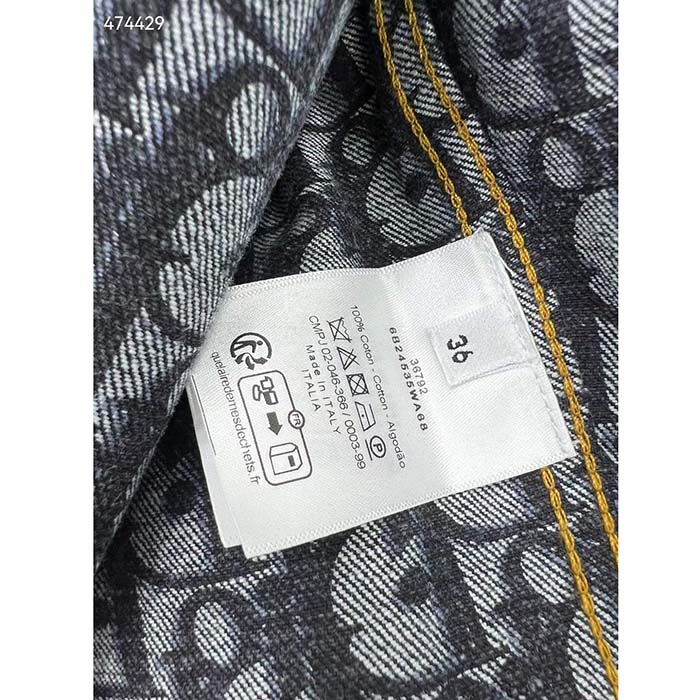 474429
36
36792
6B24535WA68
100% Coton - Cotton - Algodão
P
CMPJ 02-046-366 / 0003-99
Made in ITALY
ITALIA
FR
quefairedemesdechets.fr